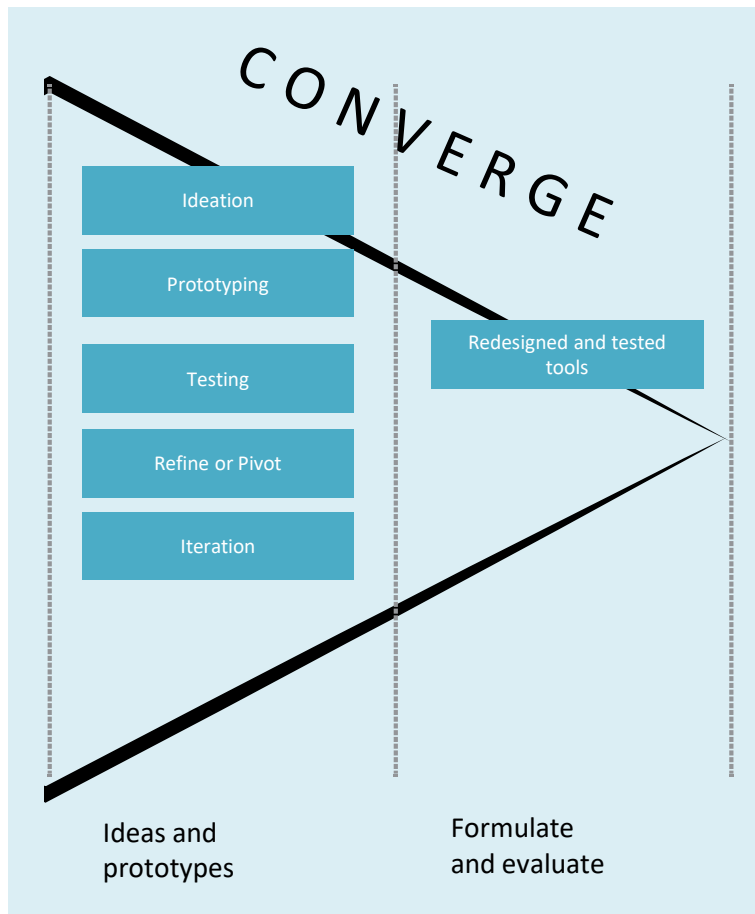 CONVERGE
Ideation
Prototyping
Testing
Refine or Pivot
Iteration
Redesigned and tested
tools
Ideas and
prototypes
Formulate
and evaluate